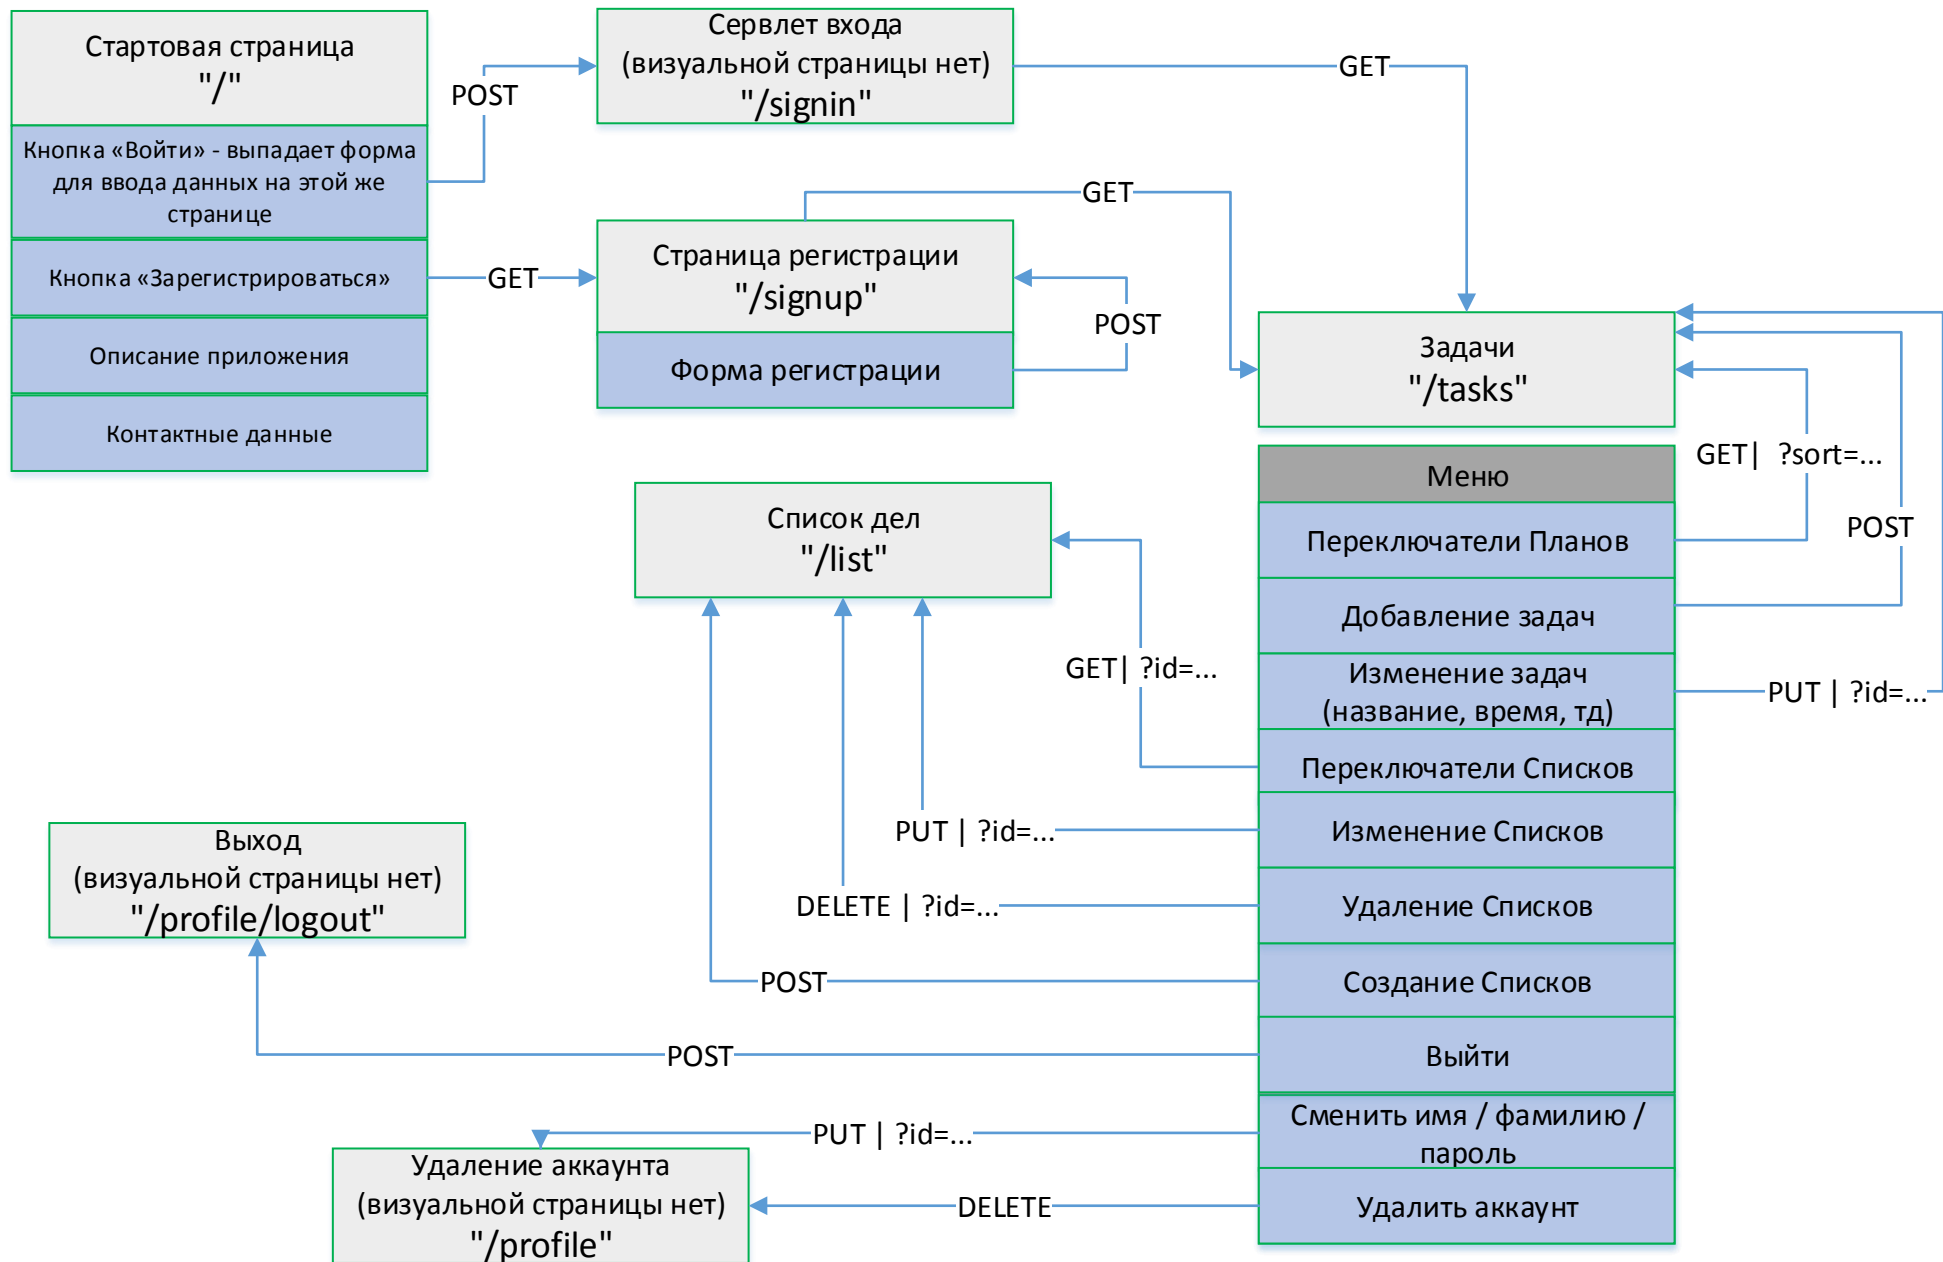 Стартовая страница
"/"
Кнопка «Войти» - выпадает форма
для ввода данных на этой же
странице
Кнопка «Зарегистрироваться»
Описание приложения
Контактные данные
POST
GET
Сервлет входа
(визуальной страницы нет)
"/signin"
GET
GET
Страница регистрации
"/signup"
Форма регистрации
POST
Задачи
"/tasks"
GET| ?sort=...
POST
PUT | ?id=...
Меню
Переключатели Планов
Добавление задач
Изменение задач
(название, время, тд)
Переключатели Списков
Изменение Списков
Удаление Списков
Создание Списков
Выйти
Сменить имя / фамилию /
пароль
Удалить аккаунт
Список дел
"/list"
GET| ?id=...
PUT | ?id=...
DELETE | ?id=...
POST
Выход
(визуальной страницы нет)
"/profile/logout"
POST
PUT | ?id=...
Удаление аккаунта
(визуальной страницы нет)
"/profile"
DELETE